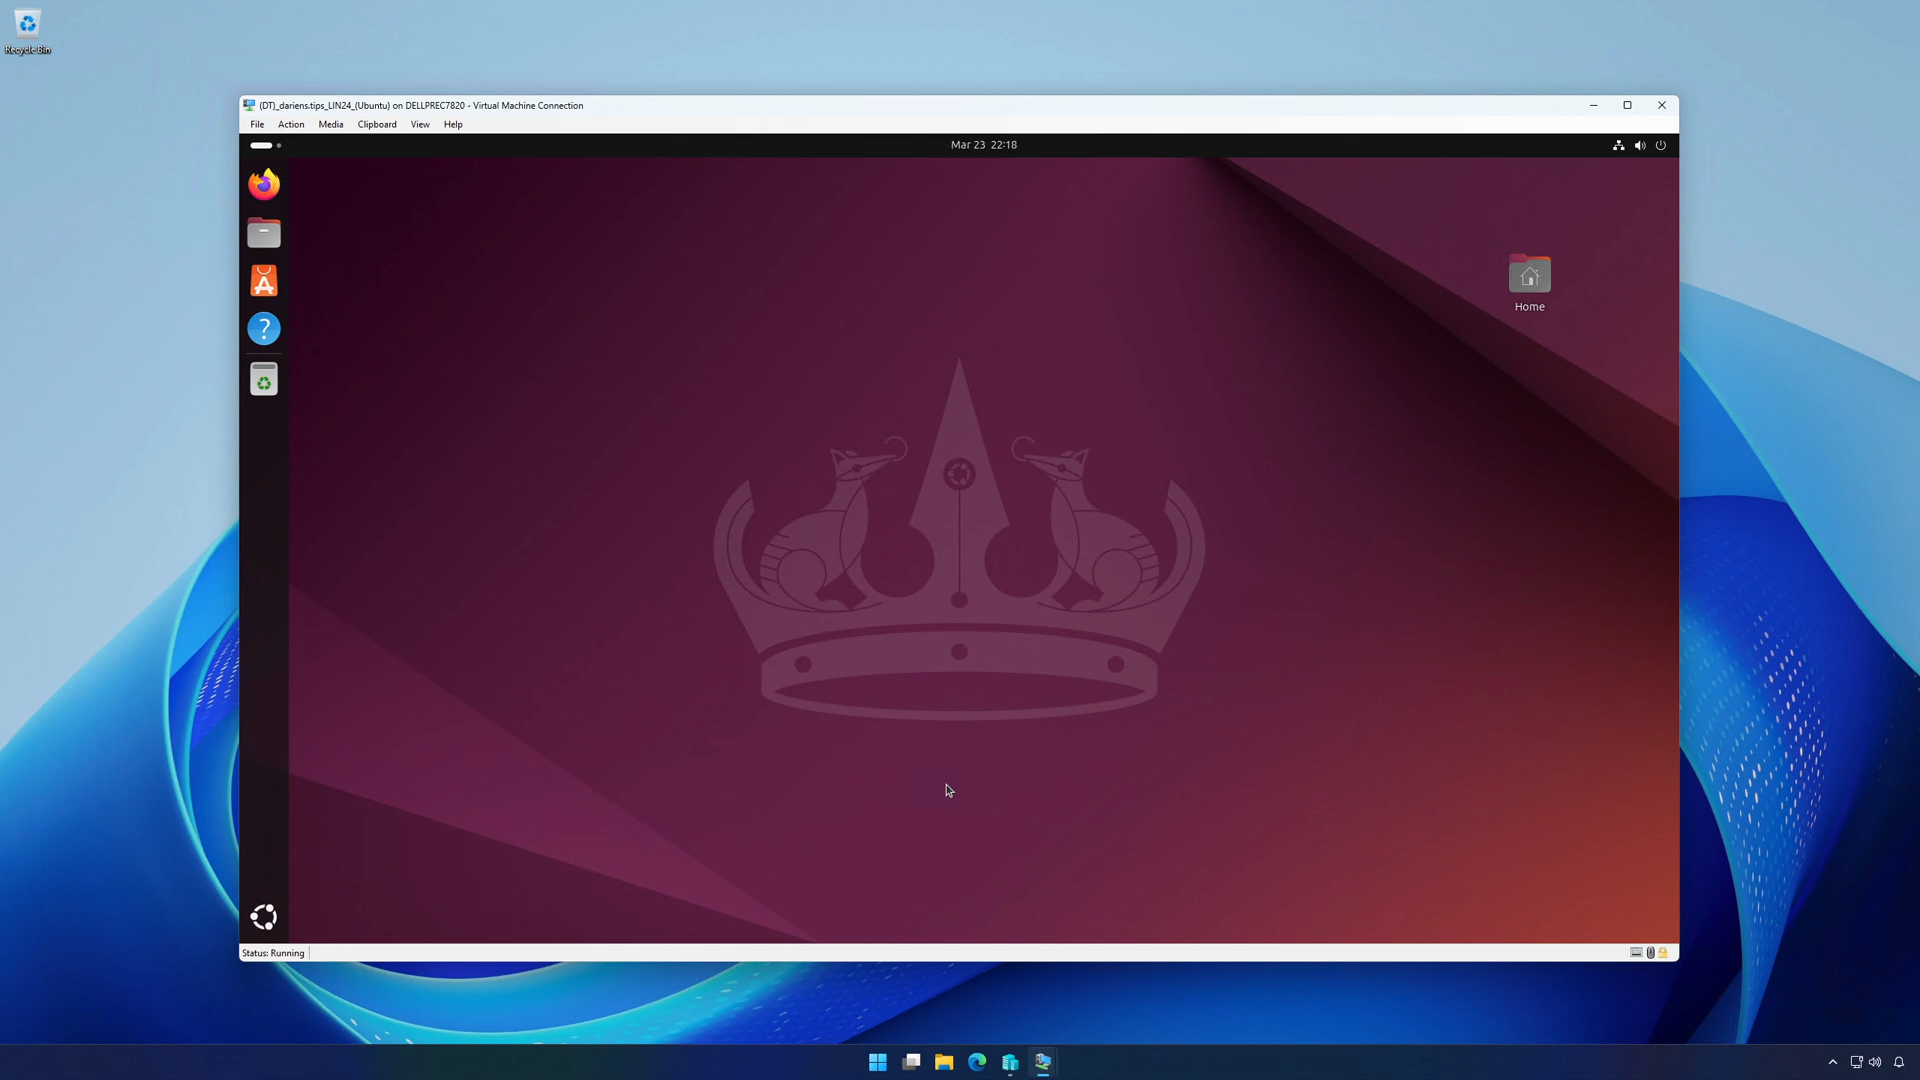 Recycle Bin
(DT)_dariens.tips_LIN24_(Ubuntu) on DELLPREC7820 - Virtual Machine Connection
File Action Media Clipboard View Help
Mar 23 22:18
Home
Status: Running